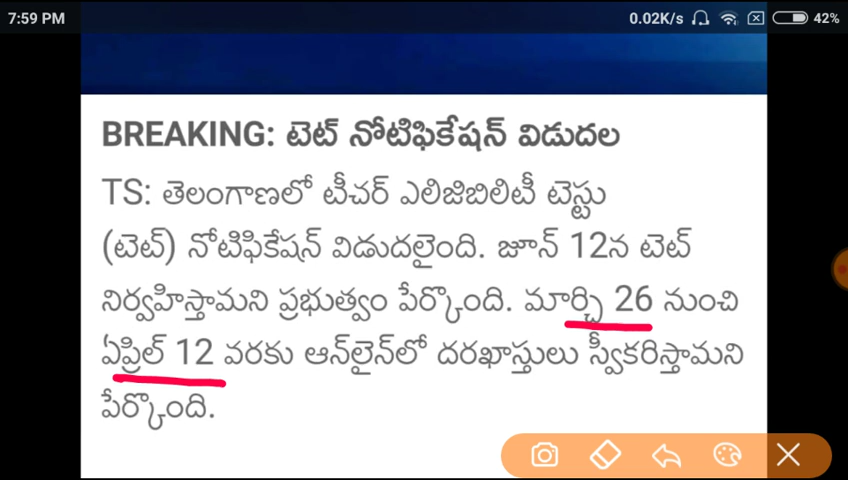 7:59 PM 0.02K/s 42%
BREAKING: టెట్ నోటిఫికేషన్ విడుదల
TS: తెలంగాణలో టీచర్ ఎలిజిబిలిటీ టెస్టు
(టెట్) నోటిఫికేషన్ విడుదలైంది. జూన్ 12న టెట్
నిర్వహిస్తామని ప్రభుత్వం పేర్కొంది. మార్చి 26 నుంచి
ఏప్రిల్ 12 వరకు ఆన్‌లైన్‌లో దరఖాస్తులు స్వీకరిస్తామని
పేర్కొంది.